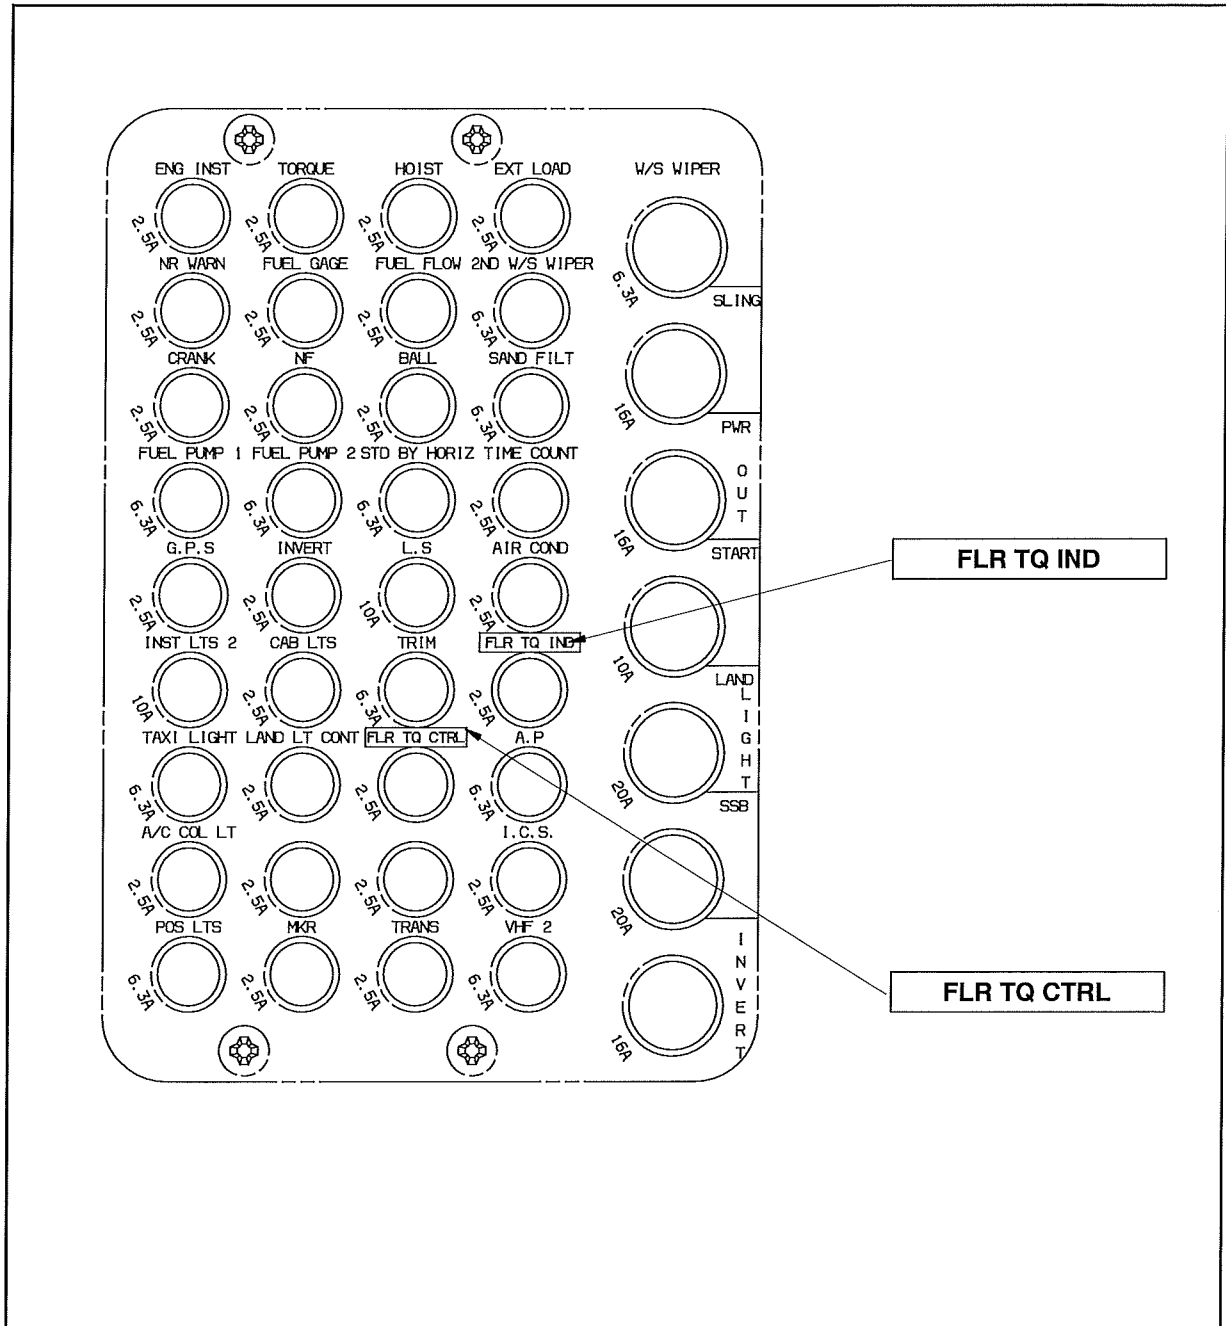 ENG INST TORQUE HOIST EXT LOAD W/S WIPER
2.5A 2.5A 2.5A 2.5A 6.3A
NR WARN FUEL GAGE FUEL FLOW 2ND W/S WIPER SLING
2.5A 2.5A 2.5A 6.3A 16A
CRANK NF BALL SAND FILT PWR OUT
2.5A 2.5A 2.5A 6.3A
FUEL PUMP 1 FUEL PUMP 2 STD BY HORIZ TIME COUNT
6.3A 6.3A 6.3A 2.5A 16A
G.P.S INVERT L.S AIR COND START
FLR TQ IND
2.5A 2.5A 10A 2.5A 10A
INST LTS 2 CAB LTS TRIM FLR TQ IND LAND LIGHT
10A 2.5A 6.3A 2.5A
TAXI LIGHT LAND LT CONT FLR TQ CTRL A.P
6.3A 2.5A 2.5A 6.3A 20A
SSB
A/C COL LT I.C.S.
2.5A 2.5A 2.5A 2.5A 20A
POS LTS MKR TRANS VHF 2 INVERT
6.3A 2.5A 2.5A 6.3A 16A
FLR TQ CTRL